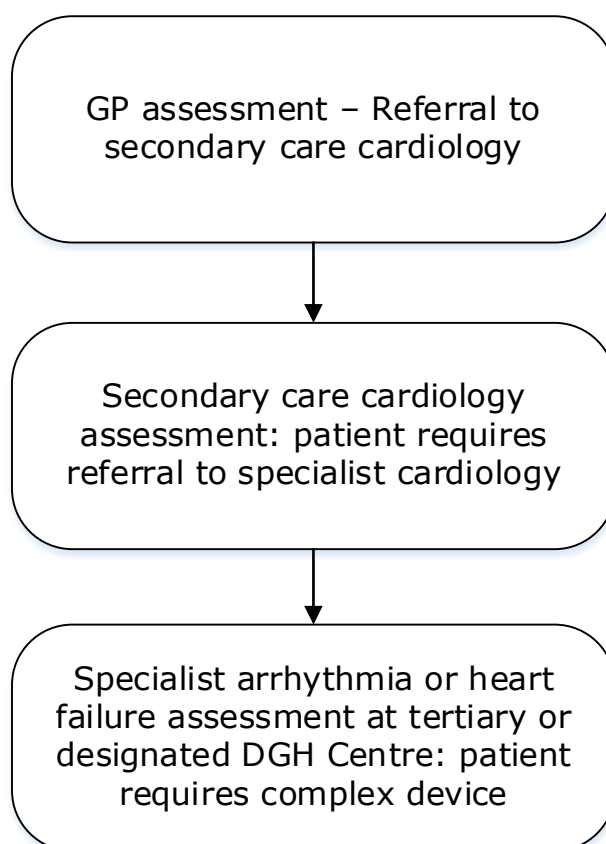 GP assessment – Referral to
secondary care cardiology
Secondary care cardiology
assessment: patient requires
referral to specialist cardiology
Specialist arrhythmia or heart
failure assessment at tertiary or
designated DGH Centre: patient
requires complex device